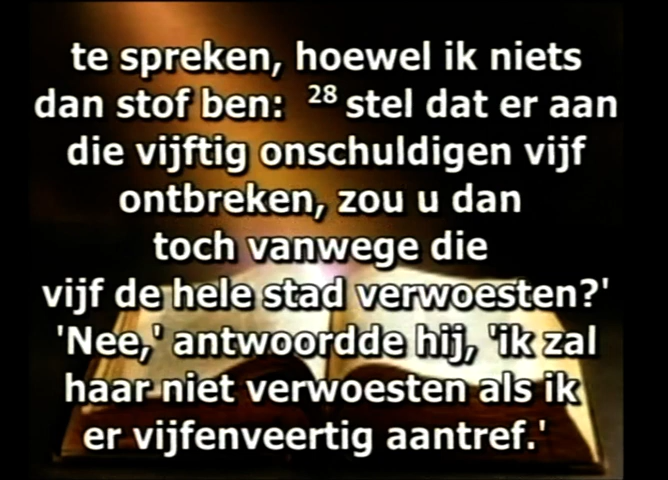 te spreken, hoewel ik niets
dan stof ben: 28 stel dat er aan
die vijftig onschuldigen vijf
ontbreken, zou u dan
toch vanwege die
vijf de hele stad verwoesten?'
'Nee,' antwoordde hij, 'ik zal
haar niet verwoesten als ik
er vijfenveertig aantref.'